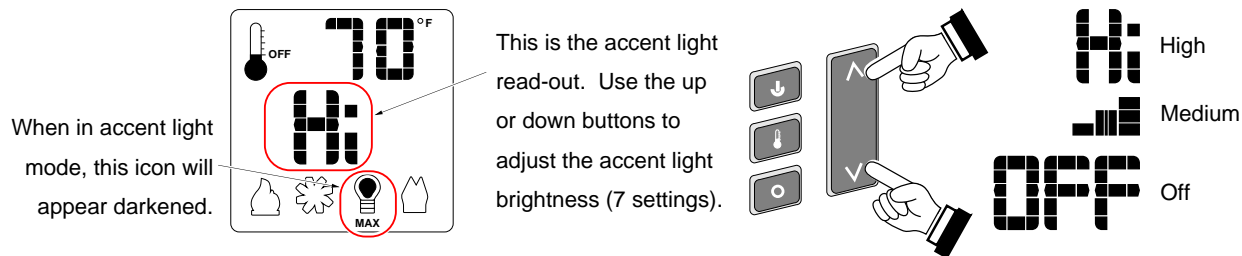 When in accent light
mode, this icon will
appear darkened.
OFF
70°F
Hi
MAX
This is the accent light
read-out.  Use the up
or down buttons to
adjust the accent light
brightness (7 settings).
Hi
High
Medium
OFF
Off